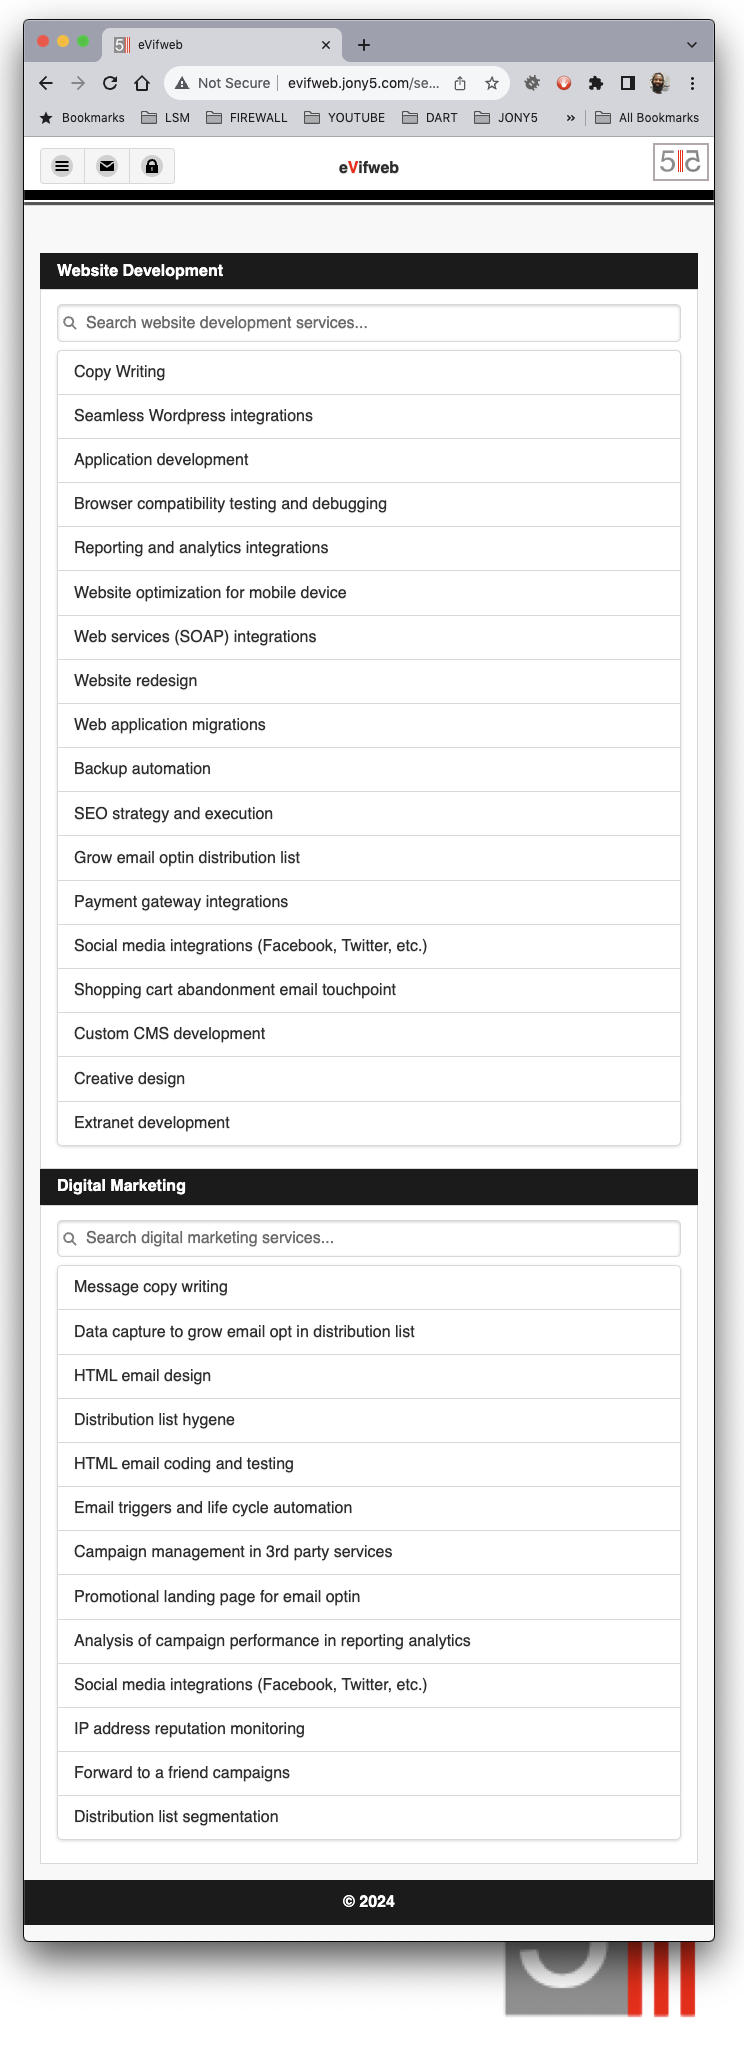 eVifweb
Not Secure evifweb.jony5.com/se...
Bookmarks LSM FIREWALL YOUTUBE DART JONY5 » All Bookmarks
eVifweb
Website Development
Search website development services...
Copy Writing
Seamless Wordpress integrations
Application development
Browser compatibility testing and debugging
Reporting and analytics integrations
Website optimization for mobile device
Web services (SOAP) integrations
Website redesign
Web application migrations
Backup automation
SEO strategy and execution
Grow email optin distribution list
Payment gateway integrations
Social media integrations (Facebook, Twitter, etc.)
Shopping cart abandonment email touchpoint
Custom CMS development
Creative design
Extranet development
Digital Marketing
Search digital marketing services...
Message copy writing
Data capture to grow email opt in distribution list
HTML email design
Distribution list hygene
HTML email coding and testing
Email triggers and life cycle automation
Campaign management in 3rd party services
Promotional landing page for email optin
Analysis of campaign performance in reporting analytics
Social media integrations (Facebook, Twitter, etc.)
IP address reputation monitoring
Forward to a friend campaigns
Distribution list segmentation
© 2024